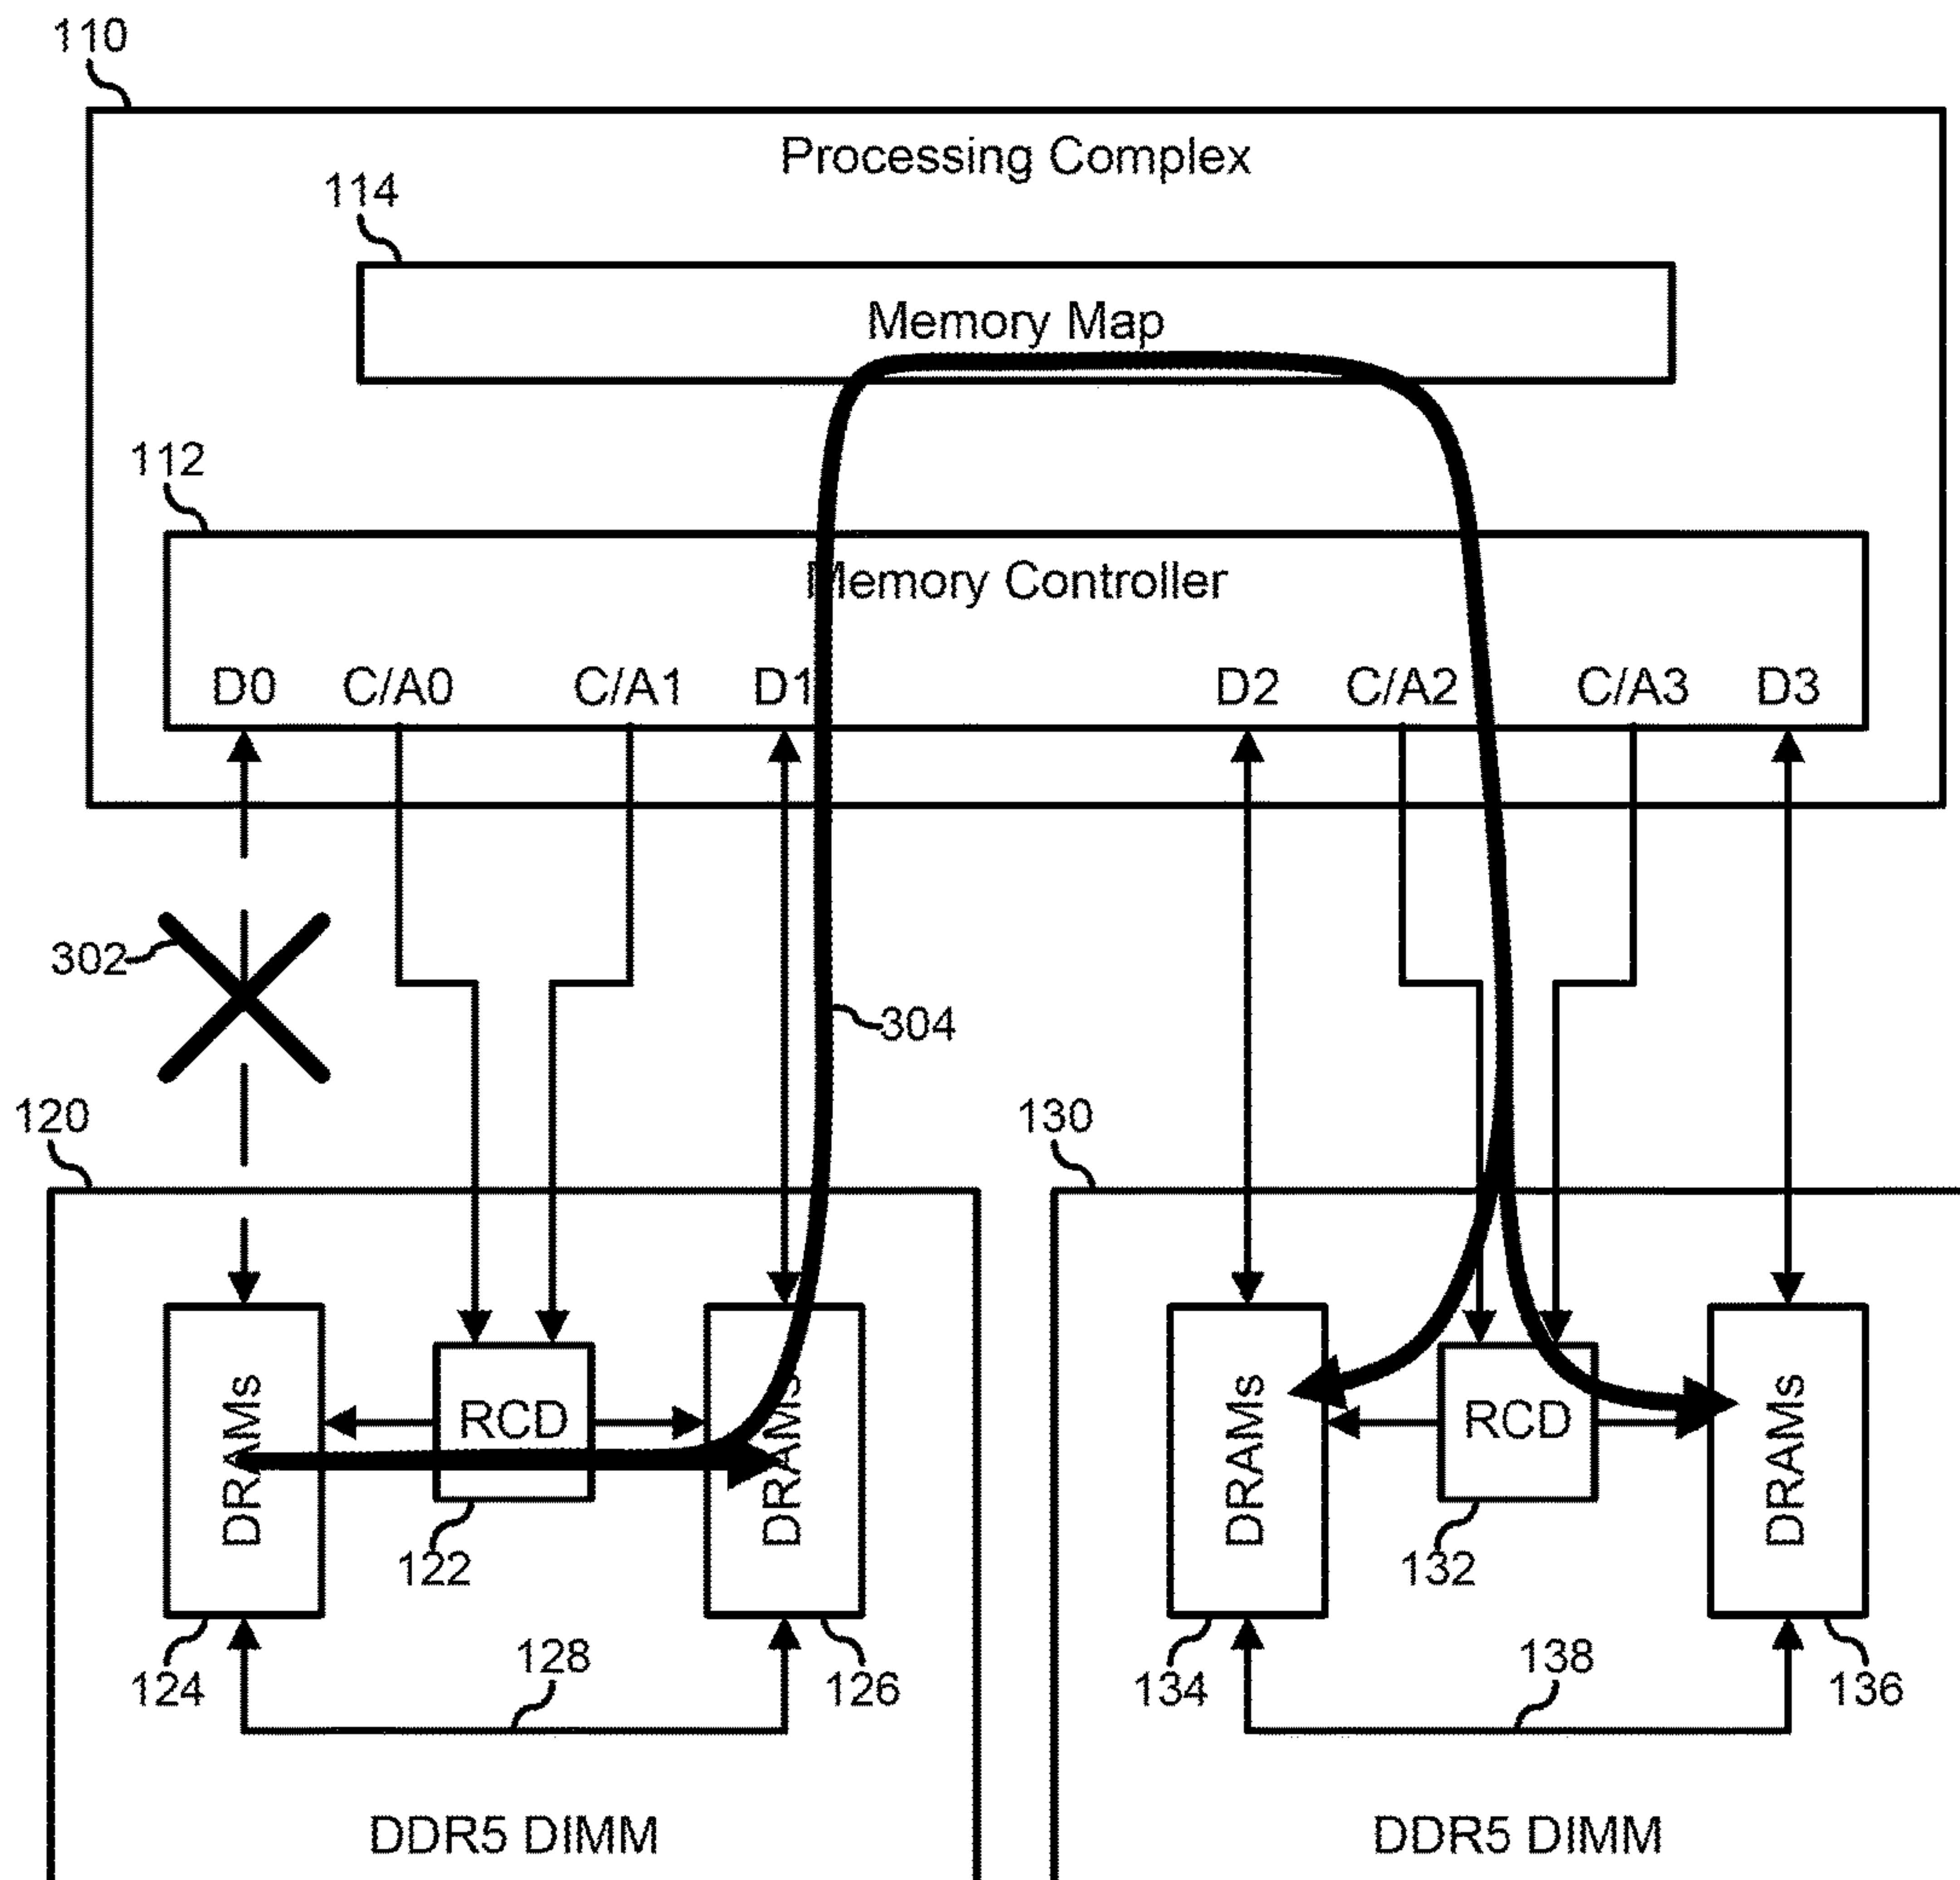 110
Processing Complex
114
Memory Map
112
Memory Controller
D0 C/A0 C/A1 D1 D2 C/A2 C/A3 D3
302
304
120
130
DRAMs
RCD
DRAMs
DRAMs
RCD
DRAMs
122
132
124
128
126
134
138
136
DDR5 DIMM
DDR5 DIMM